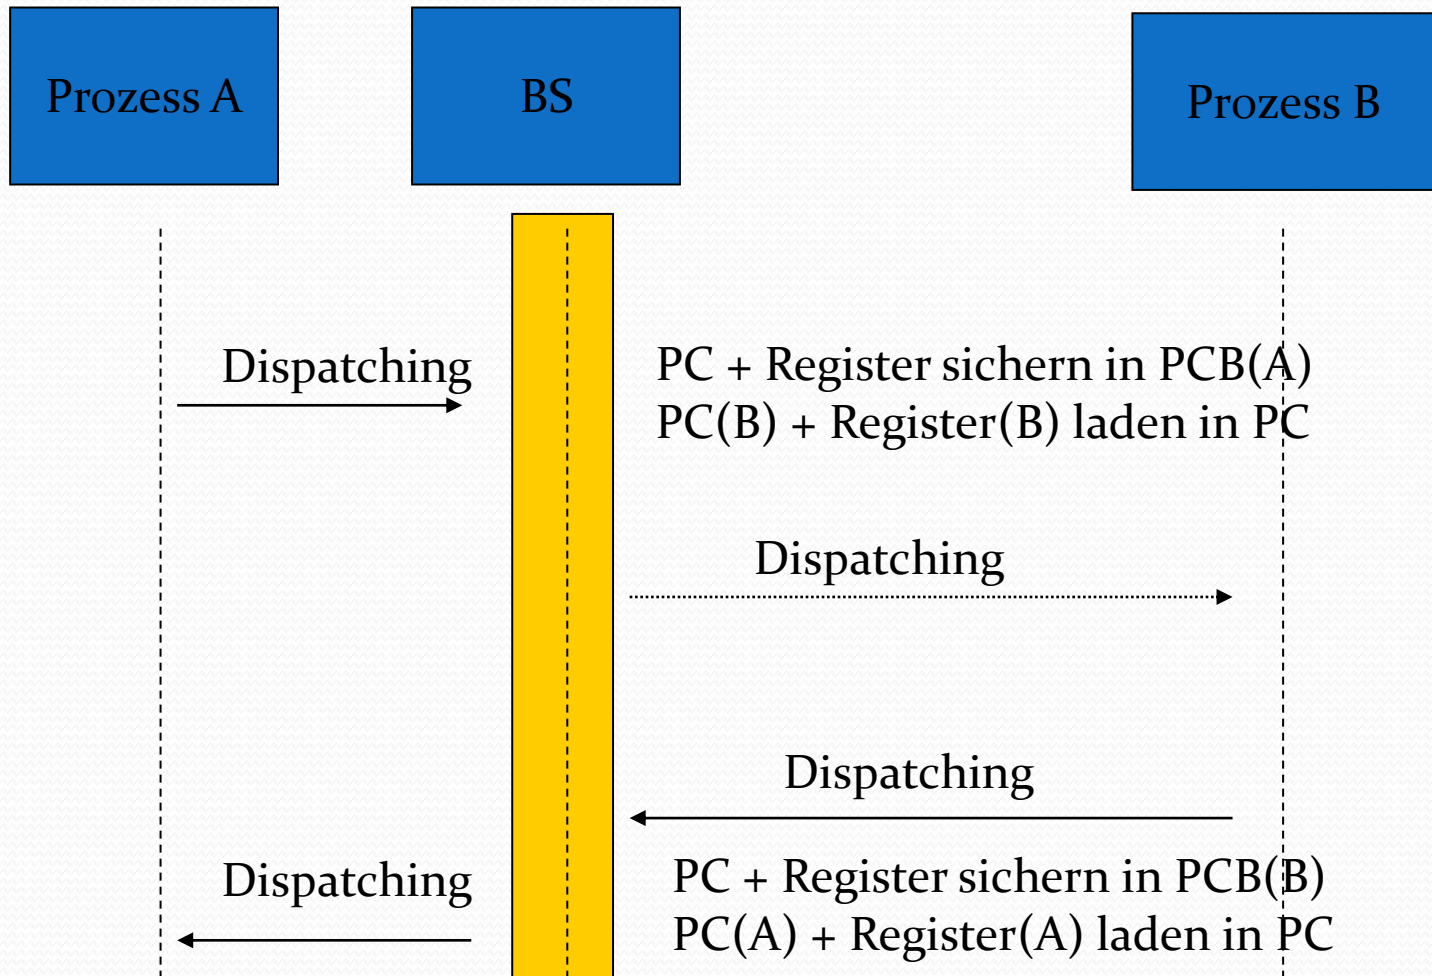 Prozess A
BS
Prozess B
Dispatching
PC + Register sichern in PCB(A)
PC(B) + Register(B) laden in PC
Dispatching
Dispatching
Dispatching
PC + Register sichern in PCB(B)
PC(A) + Register(A) laden in PC